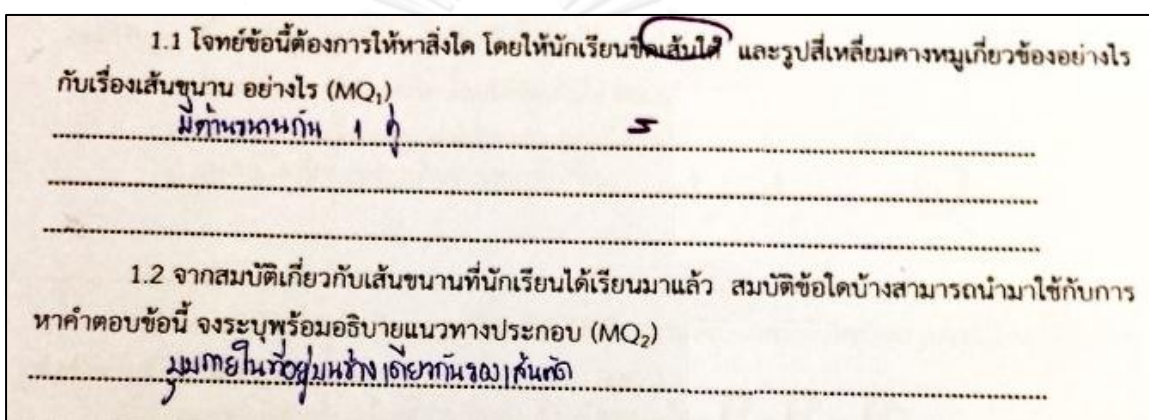 1.1 โจทย์ข้อนี้ต้องการให้หาสิ่งใด โดยให้นักเรียนขีดเส้นใต้ และรูปสี่เหลี่ยมคางหมูเกี่ยวข้องอย่างไร
กับเรื่องเส้นขนาน อย่างไร (MQ₁)
มีด้านขนานกัน 1 คู่
1.2 จากสมบัติเกี่ยวกับเส้นขนานที่นักเรียนได้เรียนมาแล้ว สมบัติข้อใดบ้างสามารถนำมาใช้กับการ
หาคำตอบข้อนี้ จงระบุพร้อมอธิบายแนวทางประกอบ (MQ₂)
มุมภายในที่อยู่บนข้างเดียวกันของเส้นตัด